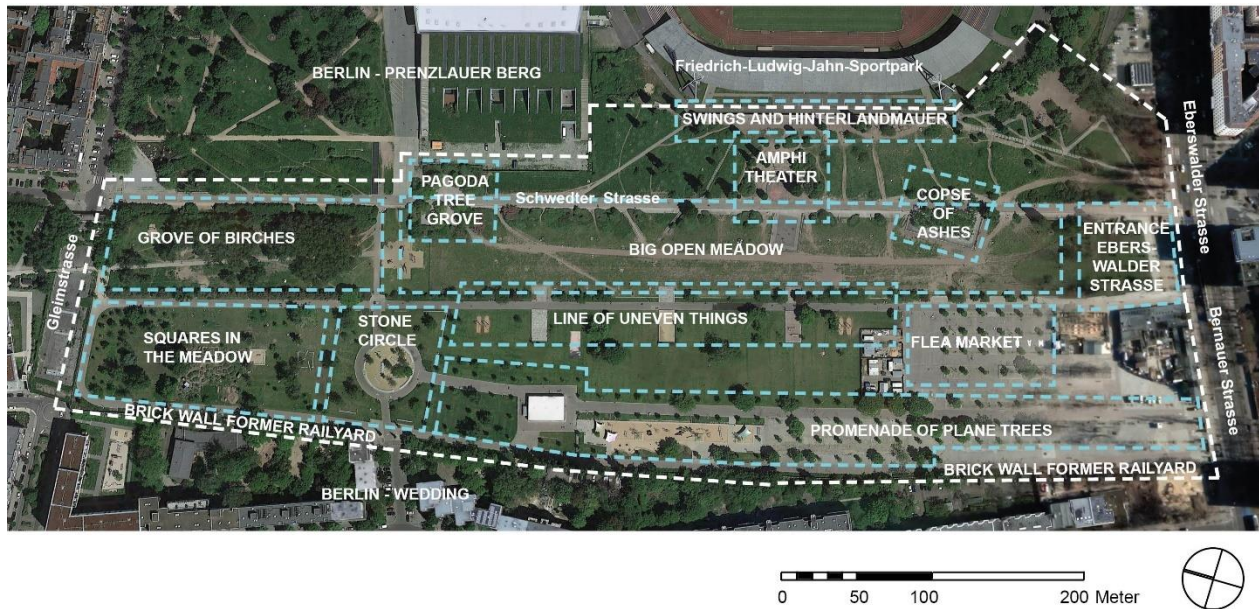 BERLIN - PRENZLAUER BERG
Friedrich-Ludwig-Jahn-Sportpark
SWINGS AND HINTERLANDMAUER
AMPHI
THEATER
PAGODA
TREE
GROVE
Schwedter Strasse
COPSE
OF
ASHES
Eberswalder Strasse
GROVE OF BIRCHES
BIG OPEN MEADOW
ENTRANCE
EBERS-
WALDER
STRASSE
Gleimstrasse
SQUARES IN
THE MEADOW
STONE
CIRCLE
LINE OF UNEVEN THINGS
FLEA MARKET
Bernauer Strasse
BRICK WALL FORMER RAILYARD
PROMENADE OF PLANE TREES
BRICK WALL FORMER RAILYARD
BERLIN - WEDDING
0 50 100 200 Meter